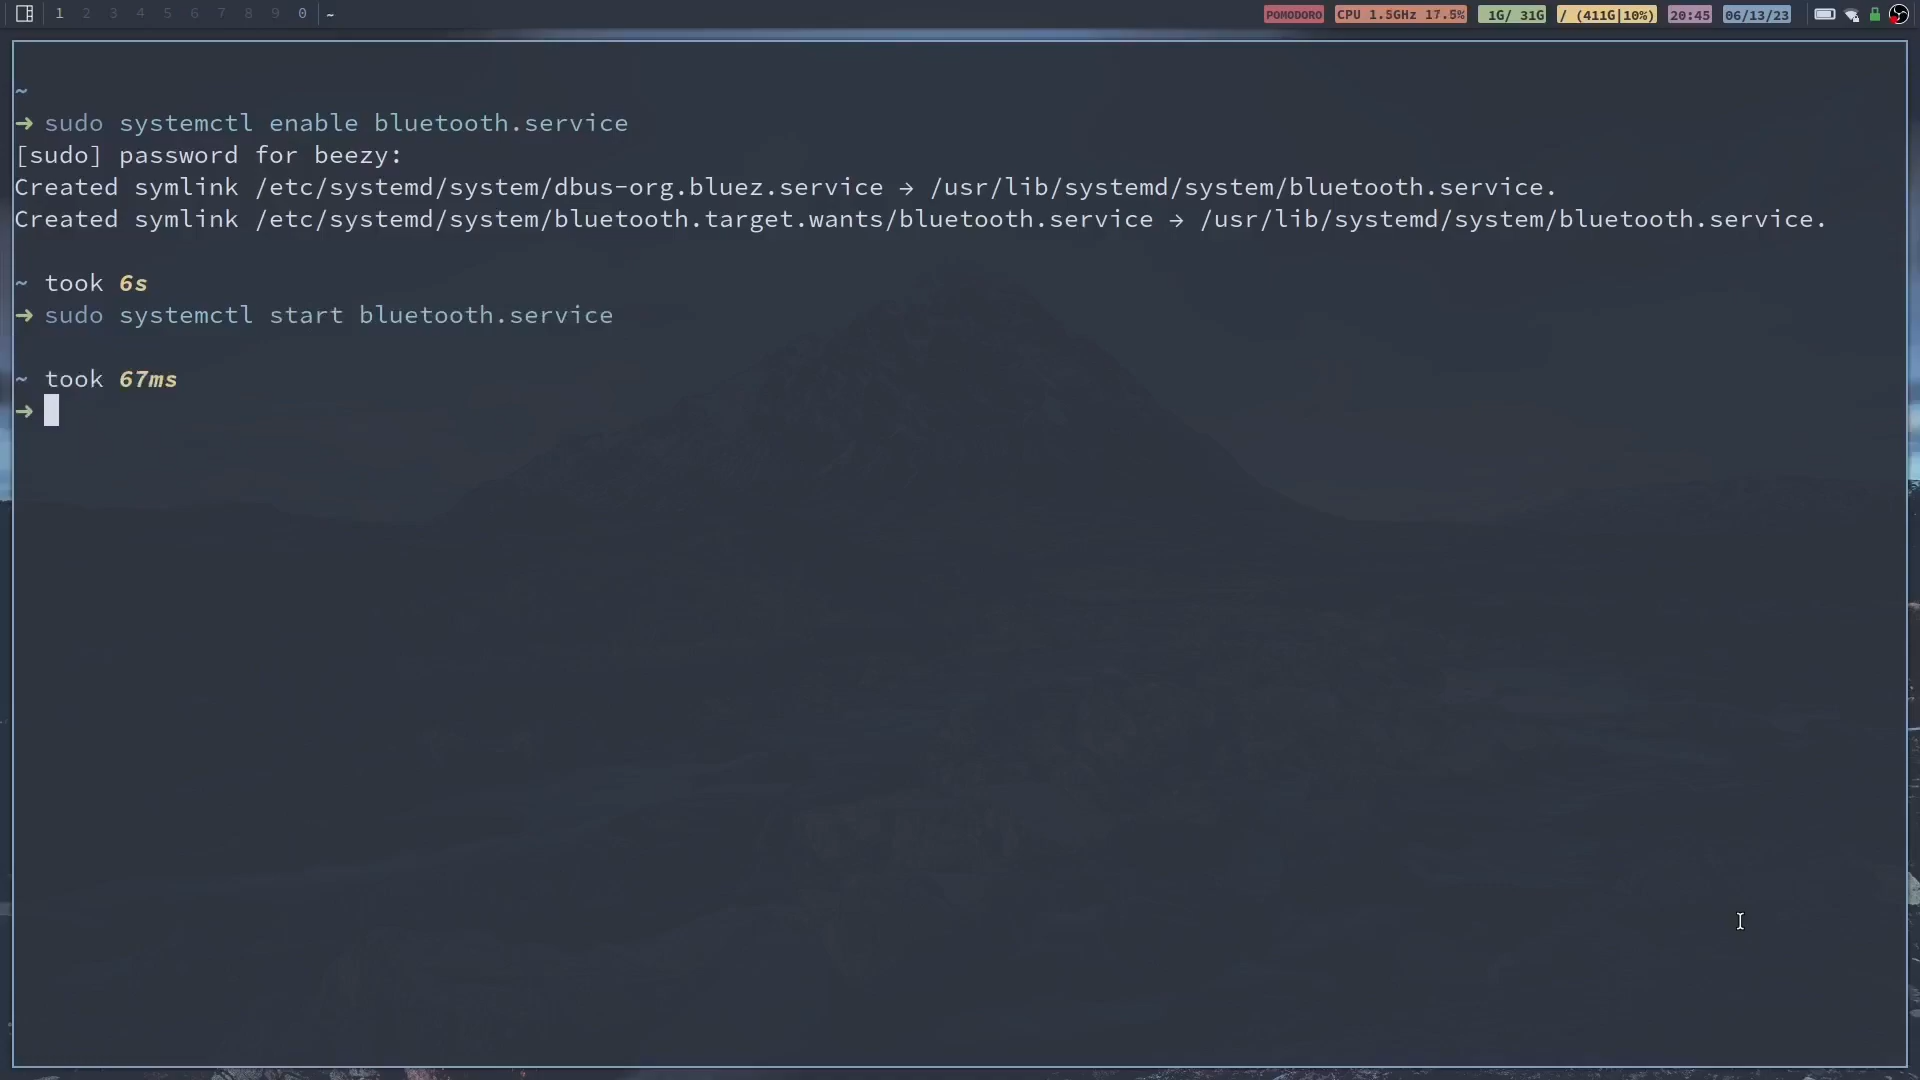 1 2 3 4 5 6 7 8 9 0 ~ POMODORO CPU 1.5GHz 17.5% 1G/ 31G / (411G|10%) 20:45 06/13/23
~
➜ sudo systemctl enable bluetooth.service
[sudo] password for beezy:
Created symlink /etc/systemd/system/dbus-org.bluez.service → /usr/lib/systemd/system/bluetooth.service.
Created symlink /etc/systemd/system/bluetooth.target.wants/bluetooth.service → /usr/lib/systemd/system/bluetooth.service.
~ took 6s
➜ sudo systemctl start bluetooth.service
~ took 67ms
➜